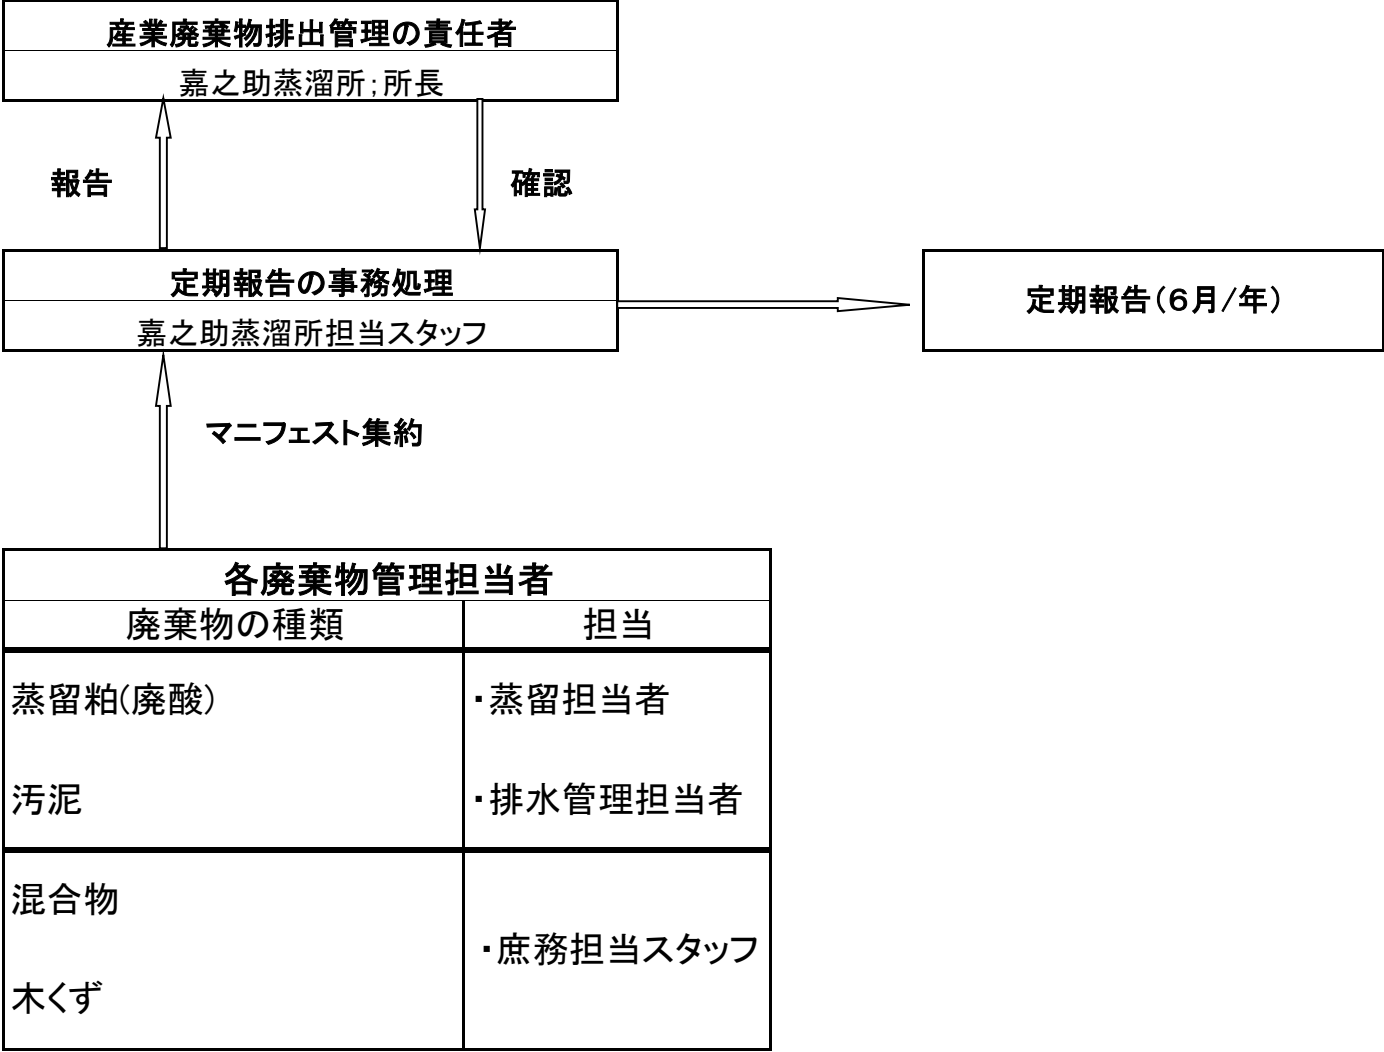 産業廃棄物排出管理の責任者
嘉之助蒸溜所；所長
報告
確認
定期報告の事務処理
嘉之助蒸溜所担当スタッフ
定期報告（６月/年）
マニフェスト集約
各廃棄物管理担当者
廃棄物の種類 担当
蒸留粕(廃酸) ・蒸留担当者
汚泥 ・排水管理担当者
混合物
・庶務担当スタッフ
木くず